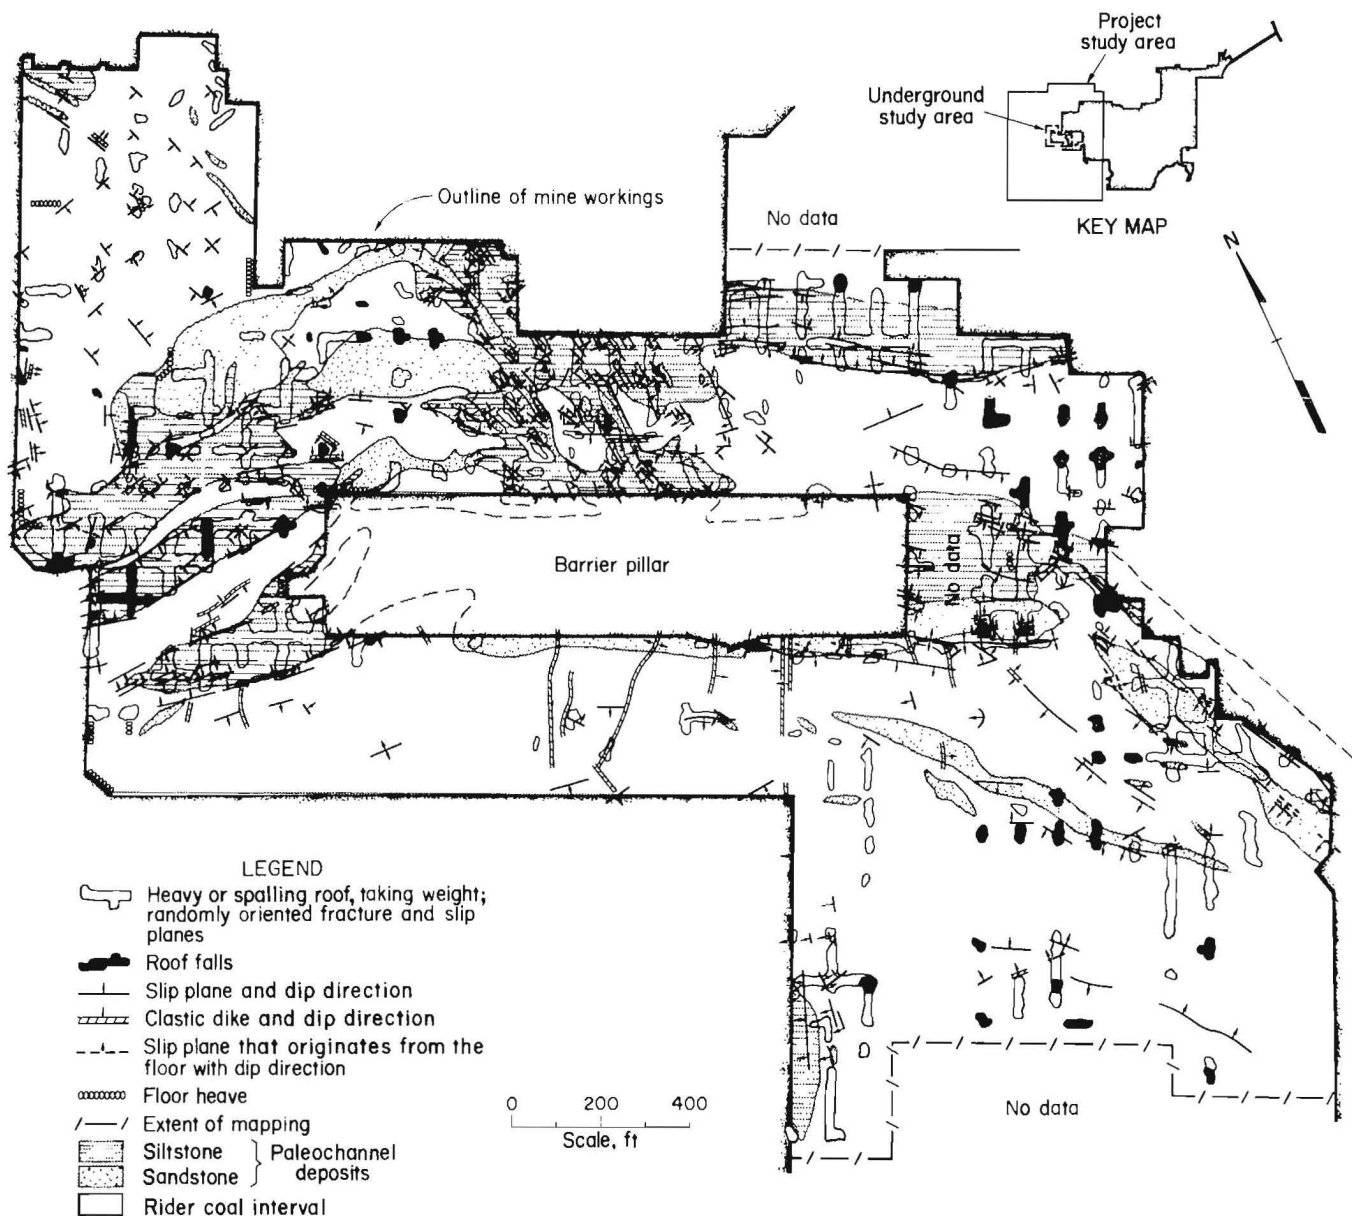 Project
study area
Underground
study area
KEY MAP
N
Outline of mine workings
No data
Barrier pillar
No data
LEGEND
Heavy or spalling roof, taking weight;
randomly oriented fracture and slip
planes
Roof falls
Slip plane and dip direction
Clastic dike and dip direction
Slip plane that originates from the
floor with dip direction
Floor heave
Extent of mapping
Siltstone
Sandstone
Paleochannel
deposits
Rider coal interval
0 200 400
Scale, ft
No data